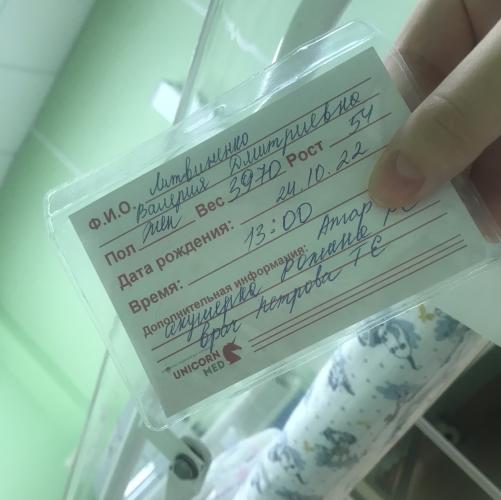 Литвиненко
Ф.И.О. Валерия Дмитриевна
Пол жен Вес 3970 Рост 54
Дата рождения: 24.10.22
Время: 13:00
Дополнительная информация:
акушерка
врач Петрова Г Е
UNICORN
MED